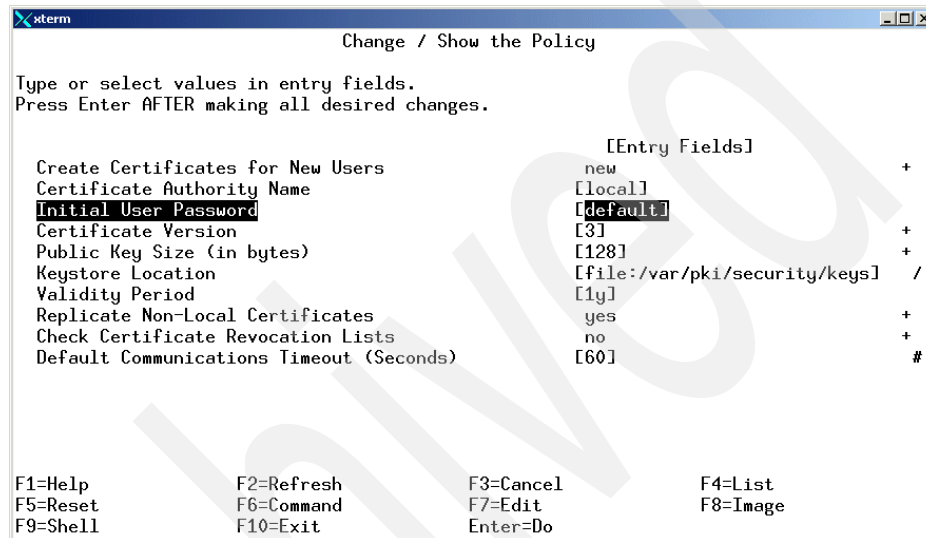 xterm
Change / Show the Policy
Type or select values in entry fields.
Press Enter AFTER making all desired changes.
[Entry Fields]
Create Certificates for New Users new +
Certificate Authority Name [local]
Initial User Password [default]
Certificate Version [3] +
Public Key Size (in bytes) [128] +
Keystore Location [file:/var/pki/security/keys] /
Validity Period [1y]
Replicate Non-Local Certificates yes +
Check Certificate Revocation Lists no +
Default Communications Timeout (Seconds) [60] #
F1=Help F2=Refresh F3=Cancel F4=List
F5=Reset F6=Command F7=Edit F8=Image
F9=Shell F10=Exit Enter=Do
hived